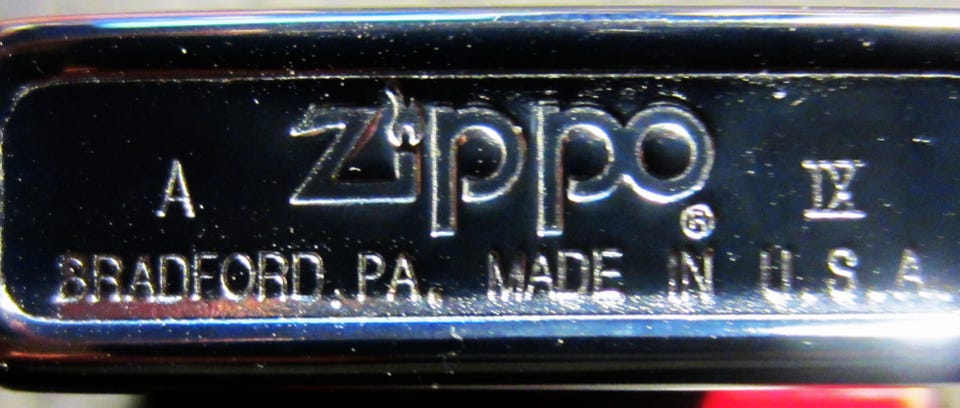 A Zippo® IX
BRADFORD, PA. MADE IN U.S.A.